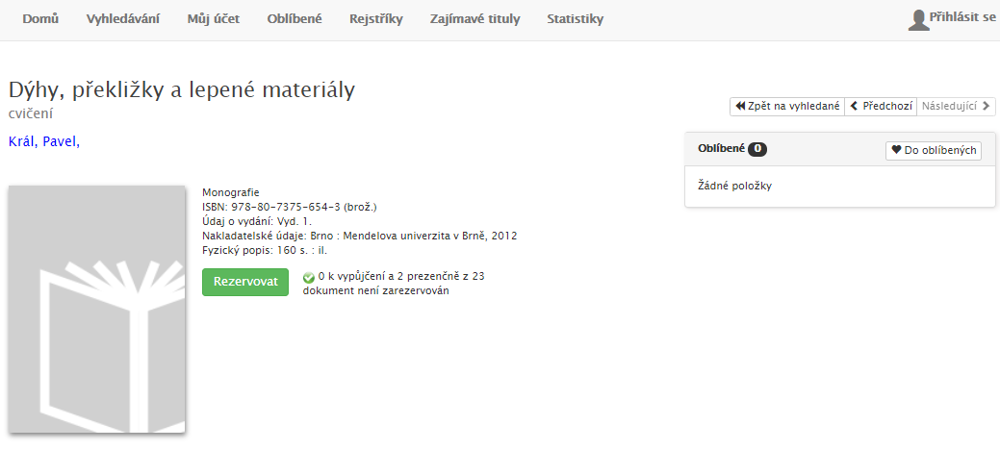 Domů Vyhledávání Můj účet Oblíbené Rejstříky Zajímavé tituly Statistiky Přihlásit se
Dýhy, překližky a lepené materiály
cvičení
Král, Pavel,
Zpět na vyhledané Předchozí Následující
Oblíbené 0 Do oblíbených
Žádné položky
Monografie
ISBN: 978-80-7375-654-3 (brož.)
Údaj o vydání: Vyd. 1.
Nakladatelské údaje: Brno : Mendelova univerzita v Brně, 2012
Fyzický popis: 160 s. : il.
Rezervovat
0 k vypůjčení a 2 prezenčně z 23
dokument není zarezervován